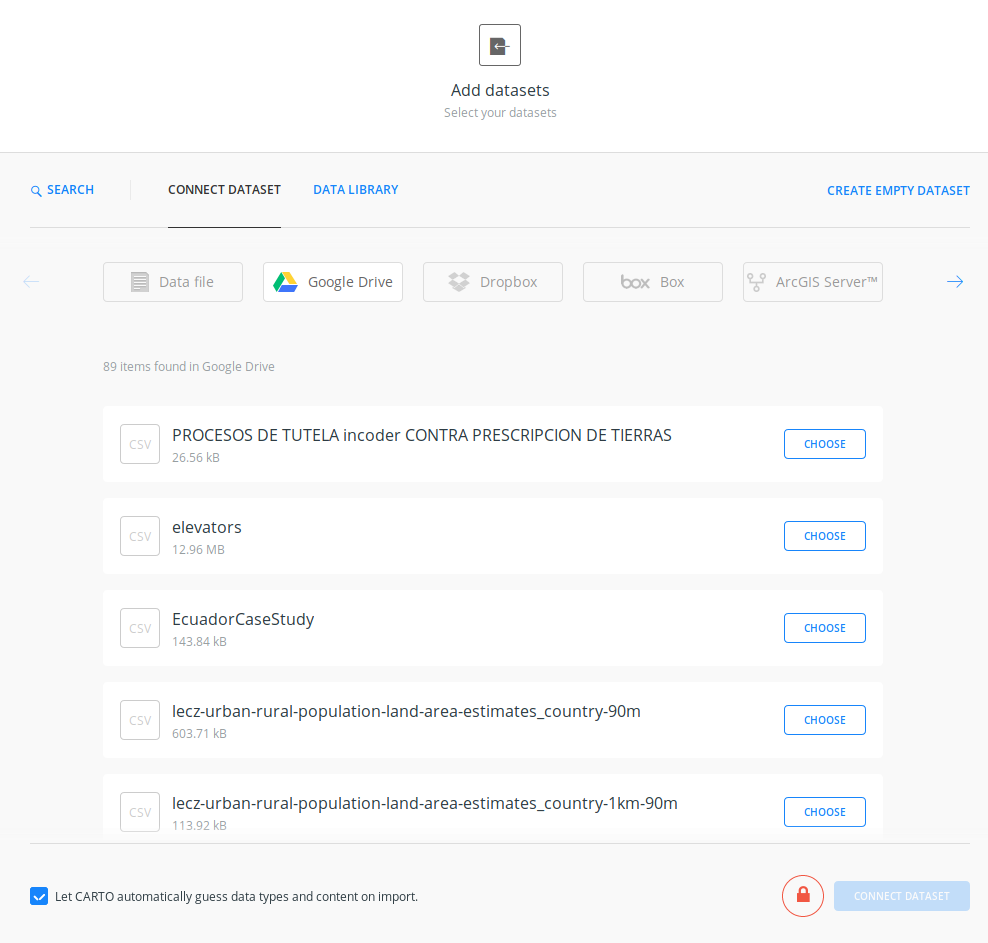 Add datasets
Select your datasets
SEARCH
CONNECT DATASET
DATA LIBRARY
CREATE EMPTY DATASET
Data file
Google Drive
Dropbox
box Box
ArcGIS Server™
89 items found in Google Drive
CSV
PROCESOS DE TUTELA incoder CONTRA PRESCRIPCION DE TIERRAS
26.56 kB
CHOOSE
CSV
elevators
12.96 MB
CHOOSE
CSV
EcuadorCaseStudy
143.84 kB
CHOOSE
CSV
lecz-urban-rural-population-land-area-estimates_country-90m
603.71 kB
CHOOSE
CSV
lecz-urban-rural-population-land-area-estimates_country-1km-90m
113.92 kB
CHOOSE
Let CARTO automatically guess data types and content on import.
CONNECT DATASET